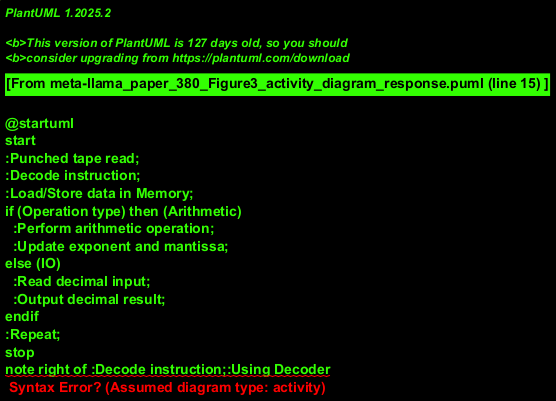 PlantUML 1.2025.2
<b>This version of PlantUML is 127 days old, so you should
<b>consider upgrading from https://plantuml.com/download
[From meta-llama_paper_380_Figure3_activity_diagram_response.puml (line 15) ]
@startuml
start
:Punched tape read;
:Decode instruction;
:Load/Store data in Memory;
if (Operation type) then (Arithmetic)
  :Perform arithmetic operation;
  :Update exponent and mantissa;
else (IO)
  :Read decimal input;
  :Output decimal result;
endif
:Repeat;
stop
note right of :Decode instruction;:Using Decoder
Syntax Error? (Assumed diagram type: activity)